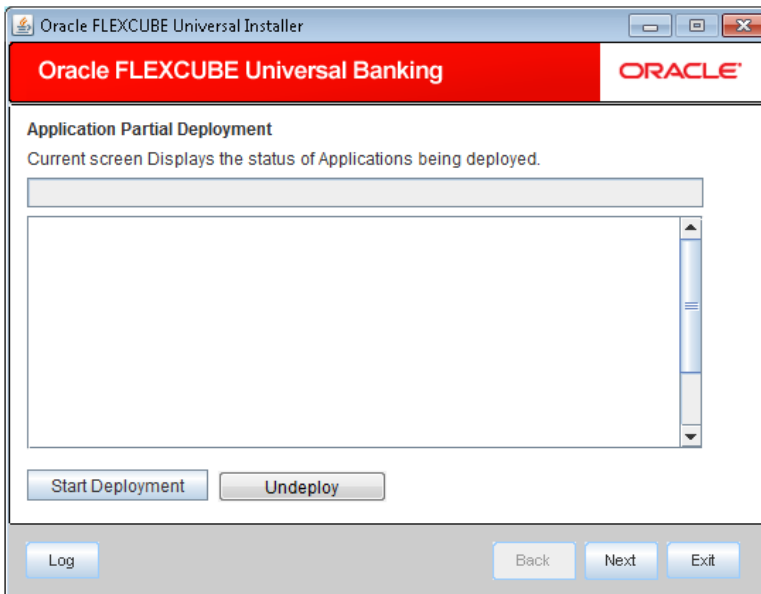 Oracle FLEXCUBE Universal Installer
Oracle FLEXCUBE Universal Banking
ORACLE
Application Partial Deployment
Current screen Displays the status of Applications being deployed.
Start Deployment Undeploy
Log Back Next Exit